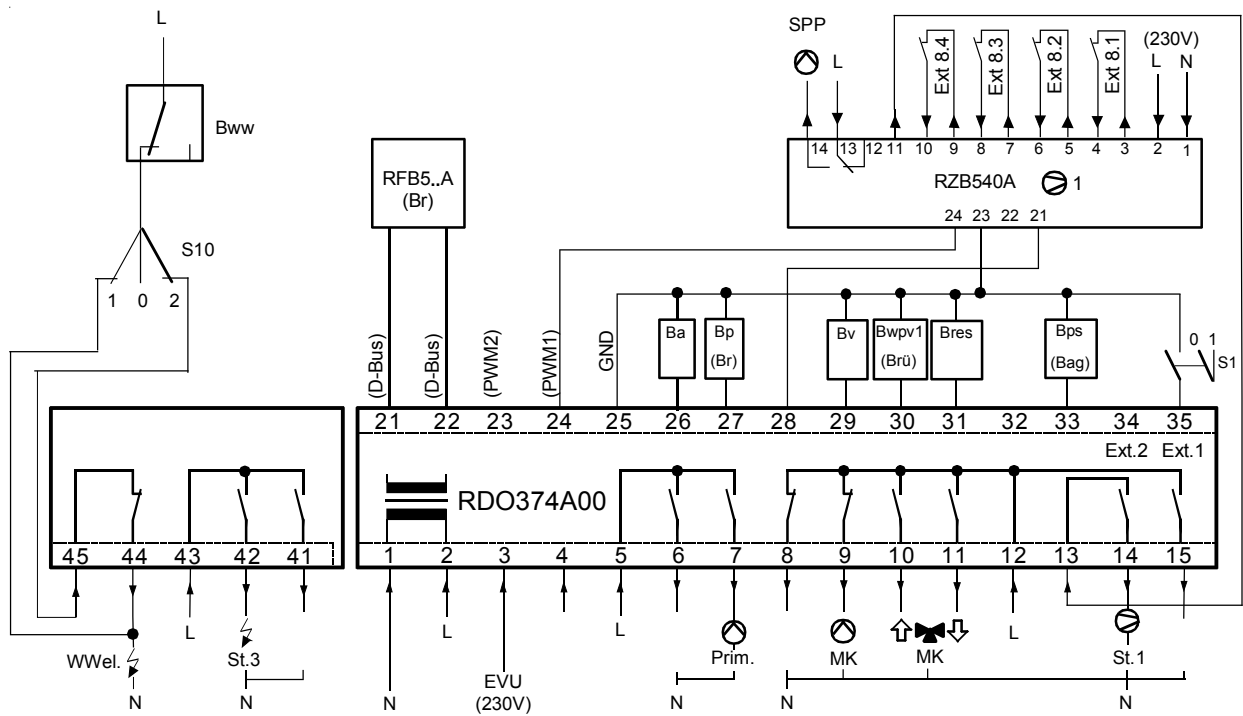 L
SPP
L
Ext 8.4
Ext 8.3
Ext 8.2
Ext 8.1
(230V)
L N
Bww
14 13 12 11 10 9 8 7 6 5 4 3 2 1
RZB540A 1
24 23 22 21
RFB5..A
(Br)
S10
1 0 2
(D-Bus)
(D-Bus)
(PWM2)
(PWM1)
GND
Ba
Bp
(Br)
Bv
Bwpv1
(Brü)
Bres
Bps
(Bag)
0 1
S1
21 22 23 24 25 26 27 28 29 30 31 32 33 34 35
Ext.2 Ext.1
RDO374A00
45 44 43 42 41
1 2 3 4 5 6 7 8 9 10 11 12 13 14 15
L
L
L
L
WWel.
St.3
Prim.
MK
MK
St.1
EVU
(230V)
N
N
N
N
N
N